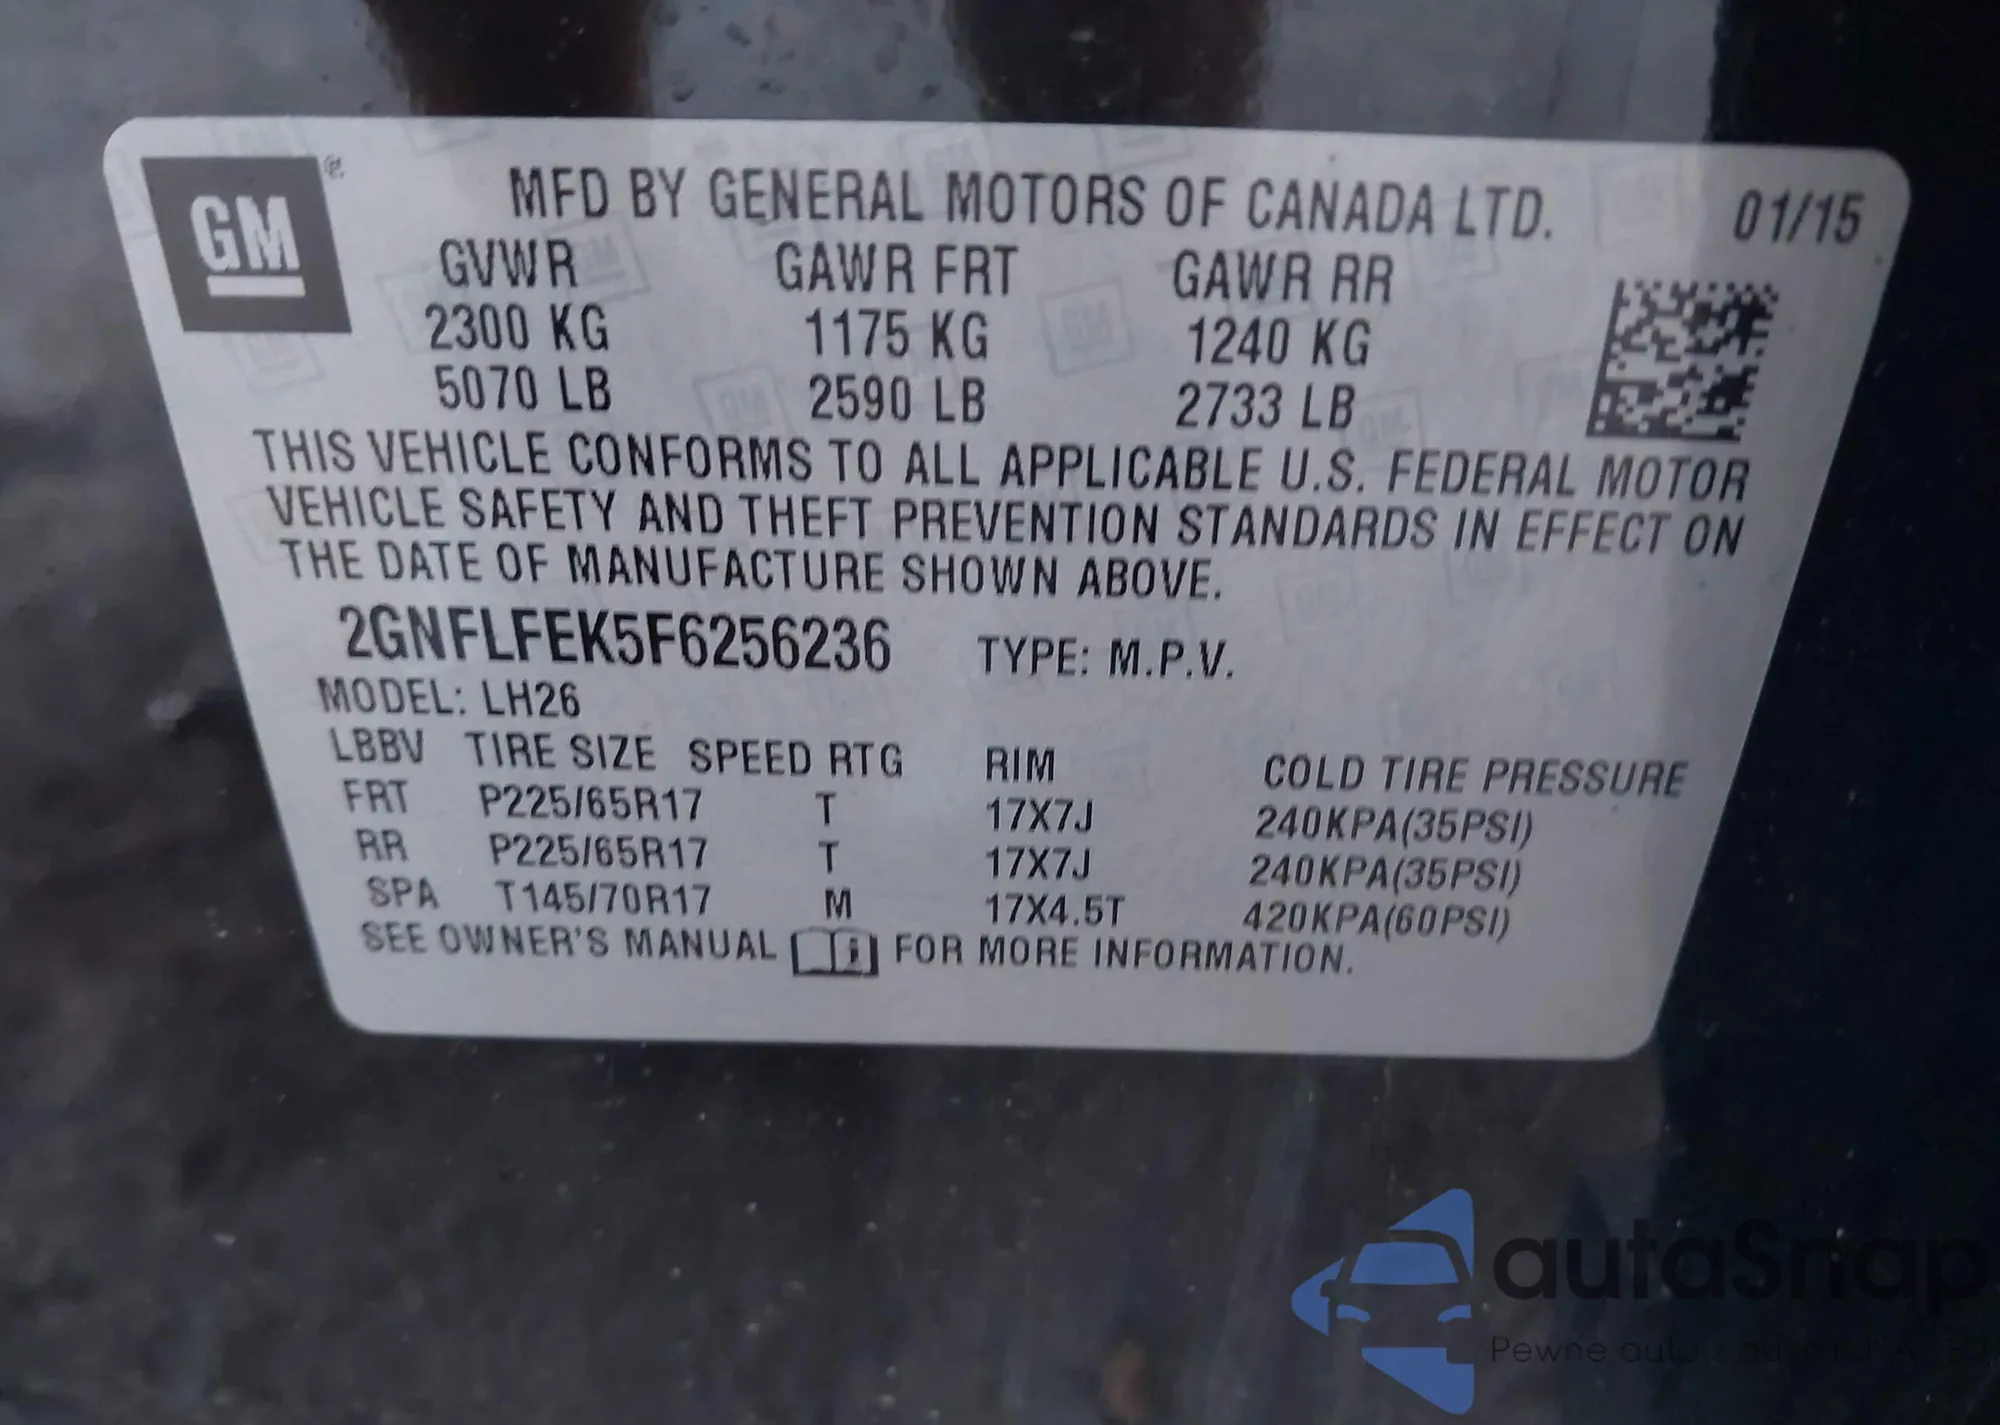 GM ®
MFD BY GENERAL MOTORS OF CANADA LTD. 01/15
GVWR GAWR FRT GAWR RR
2300 KG 1175 KG 1240 KG
5070 LB 2590 LB 2733 LB
THIS VEHICLE CONFORMS TO ALL APPLICABLE U.S. FEDERAL MOTOR
VEHICLE SAFETY AND THEFT PREVENTION STANDARDS IN EFFECT ON
THE DATE OF MANUFACTURE SHOWN ABOVE.
2GNFLFEK5F6256236 TYPE: M.P.V.
MODEL: LH26
LBBV TIRE SIZE SPEED RTG RIM COLD TIRE PRESSURE
FRT P225/65R17 T 17X7J 240KPA(35PSI)
RR P225/65R17 T 17X7J 240KPA(35PSI)
SPA T145/70R17 M 17X4.5T 420KPA(60PSI)
SEE OWNER'S MANUAL FOR MORE INFORMATION.
autaSnap
Pewne auta z